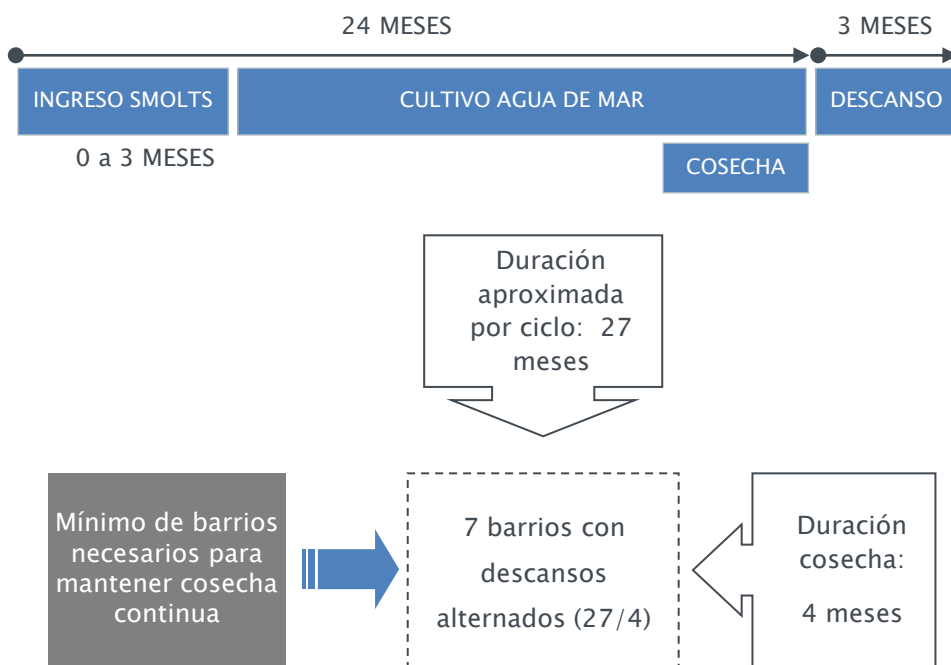 24 MESES
3 MESES
INGRESO SMOLTS
CULTIVO AGUA DE MAR
DESCANSO
0 a 3 MESES
COSECHA
Duración
aproximada
por ciclo: 27
meses
Mínimo de barrios
necesarios para
mantener cosecha
continua
7 barrios con
descansos
alternados (27/4)
Duración
cosecha:
4 meses